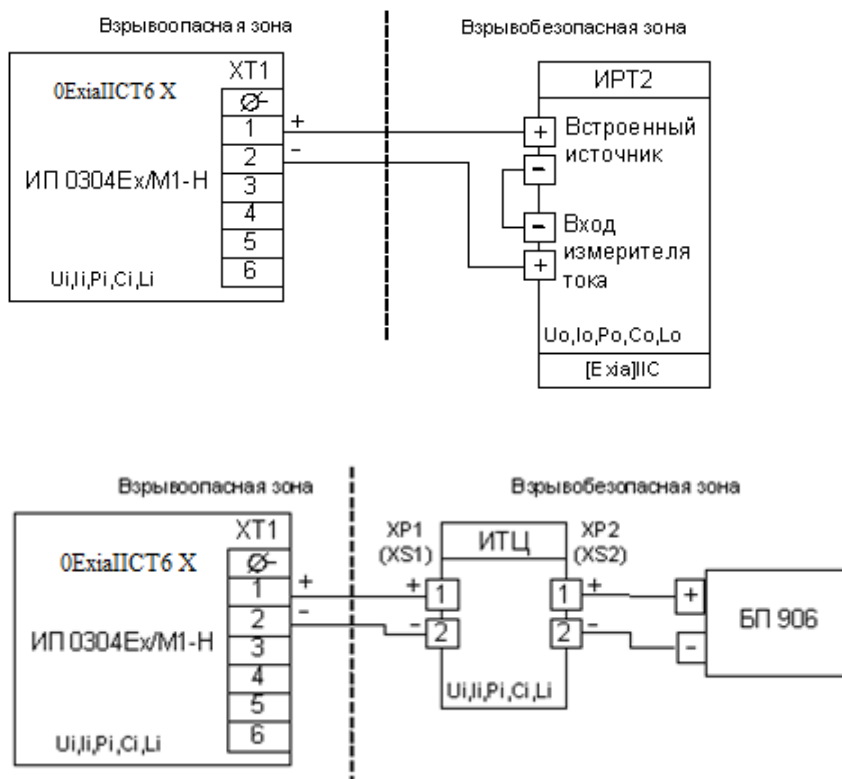 Взрывоопасная зона
Взрывобезопасная зона
0ExiaIICT6 X
XT1
1
2
3
4
5
6
+
-
ИП 0304Ex/M1-H
Ui,Ii,Pi,Ci,Li
ИРТ2
+
Встроенный
источник
-
-
Вход
измерителя
тока
+
Uo,Io,Po,Co,Lo
[Exia]IIC
Взрывоопасная зона
Взрывобезопасная зона
0ExiaIICT6 X
XT1
1
2
3
4
5
6
+
-
ИП 0304Ex/M1-H
Ui,Ii,Pi,Ci,Li
XP1
(XS1)
ИТЦ
XP2
(XS2)
+
1
1
+
-
2
2
-
Ui,Ii,Pi,Ci,Li
+
-
БП 906